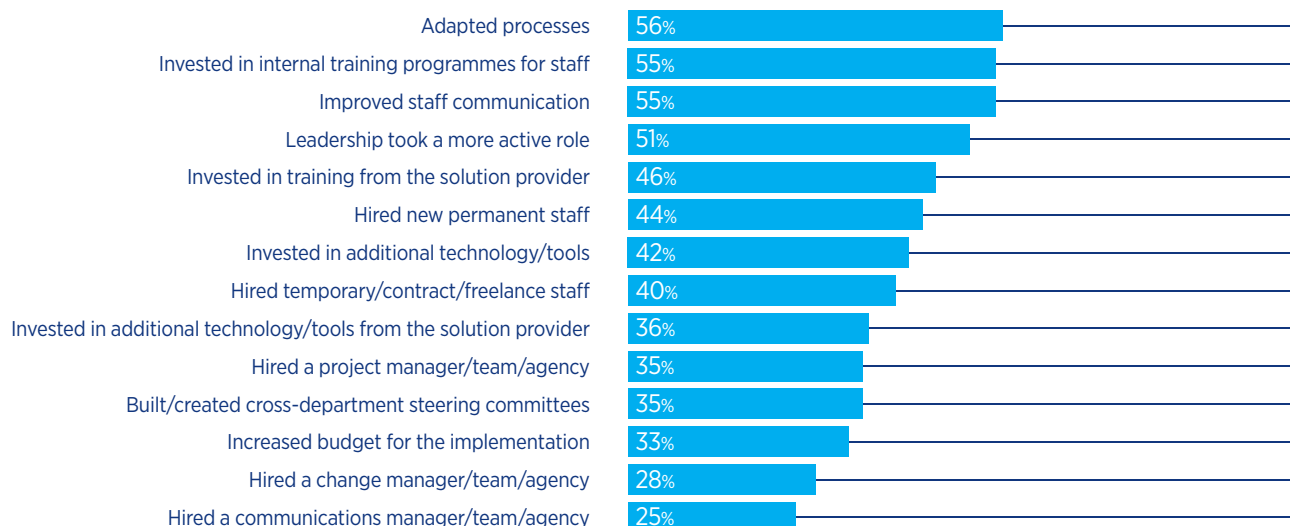 Adapted processes 56%
Invested in internal training programmes for staff 55%
Improved staff communication 55%
Leadership took a more active role 51%
Invested in training from the solution provider 46%
Hired new permanent staff 44%
Invested in additional technology/tools 42%
Hired temporary/contract/freelance staff 40%
Invested in additional technology/tools from the solution provider 36%
Hired a project manager/team/agency 35%
Built/created cross-department steering committees 35%
Increased budget for the implementation 33%
Hired a change manager/team/agency 28%
Hired a communications manager/team/agency 25%